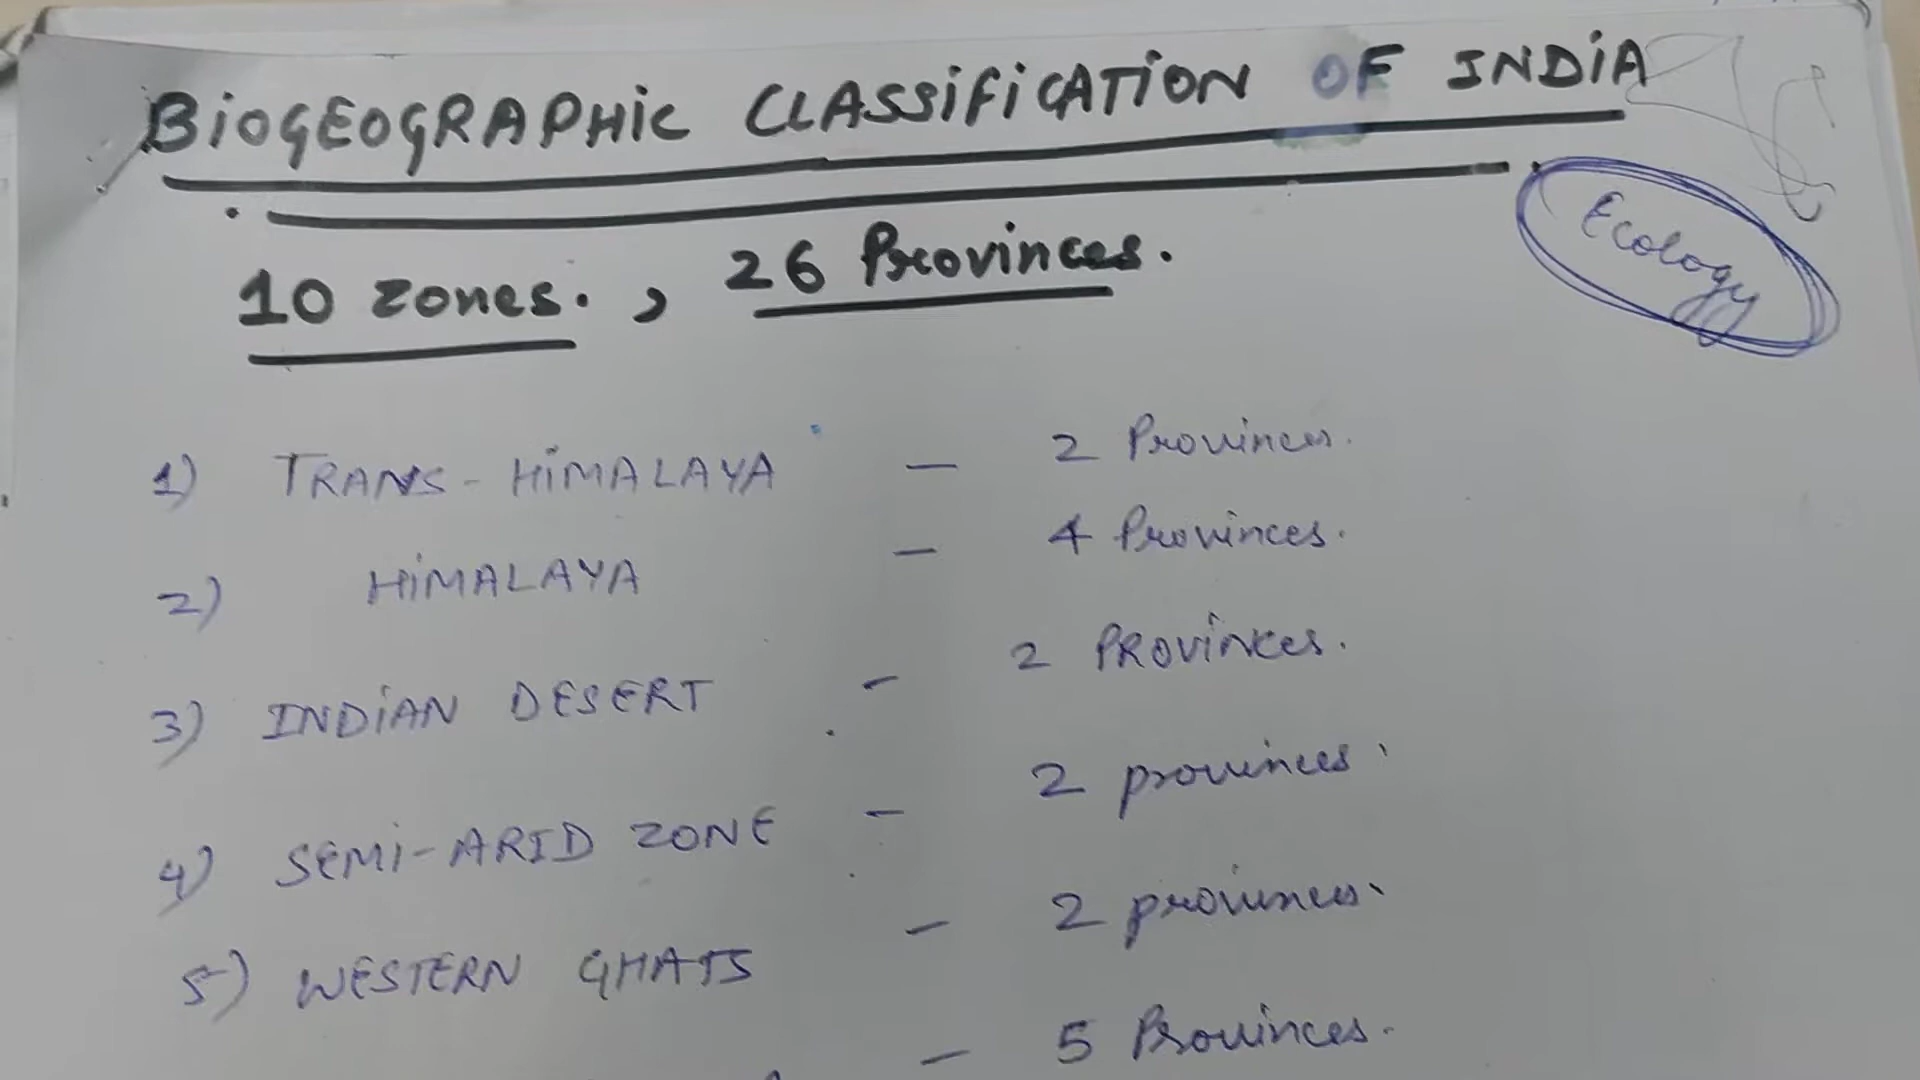 BiOGEOGRAPHiC CLASSiFiCATiON OF INDiA
Ecology
10 zones. , 26 Provinces.
1) TRANS-HiMALAYA – 2 Provinces.
2) HiMALAYA – 4 Provinces.
3) INDiAN DESERT – 2 PROViNces.
4) SEMi-ARID ZONE – 2 provinces.
5) WESTERN GHATS – 2 provinces.
– 5 Provinces.